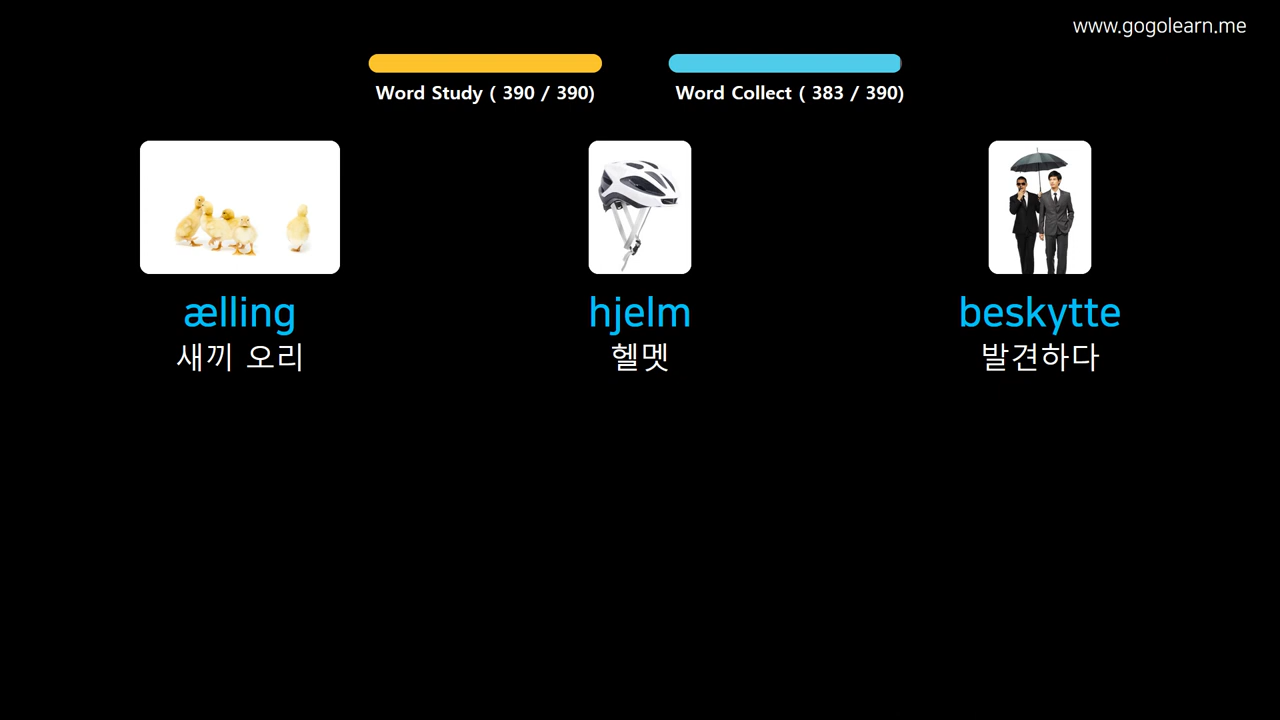 www.gogolearn.me
Word Study ( 390 / 390)
Word Collect ( 383 / 390)
ælling
새끼 오리
hjelm
헬멧
beskytte
발견하다